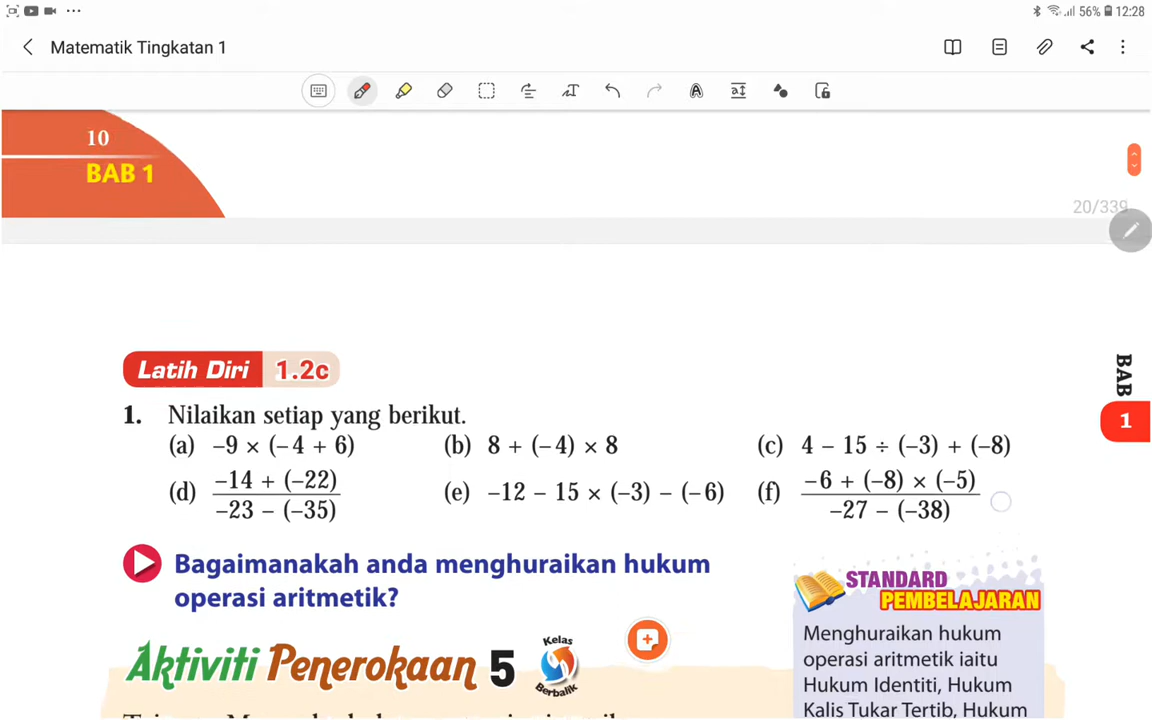 56% 12:28
Matematik Tingkatan 1
10
BAB 1
20/339
Latih Diri 1.2c
1. Nilaikan setiap yang berikut.
(a) –9 × (– 4 + 6) (b) 8 + (– 4) × 8 (c) 4 – 15 ÷ (–3) + (–8)
(d) –14 + (–22) / –23 – (–35) (e) –12 – 15 × (–3) – (– 6) (f) –6 + (–8) × (–5) / –27 – (–38)
BAB
1
Bagaimanakah anda menghuraikan hukum
operasi aritmetik?
STANDARD
PEMBELAJARAN
Menghuraikan hukum
operasi aritmetik iaitu
Hukum Identiti, Hukum
Kalis Tukar Tertib, Hukum
Aktiviti Penerokaan 5
Kelas
Berbalik